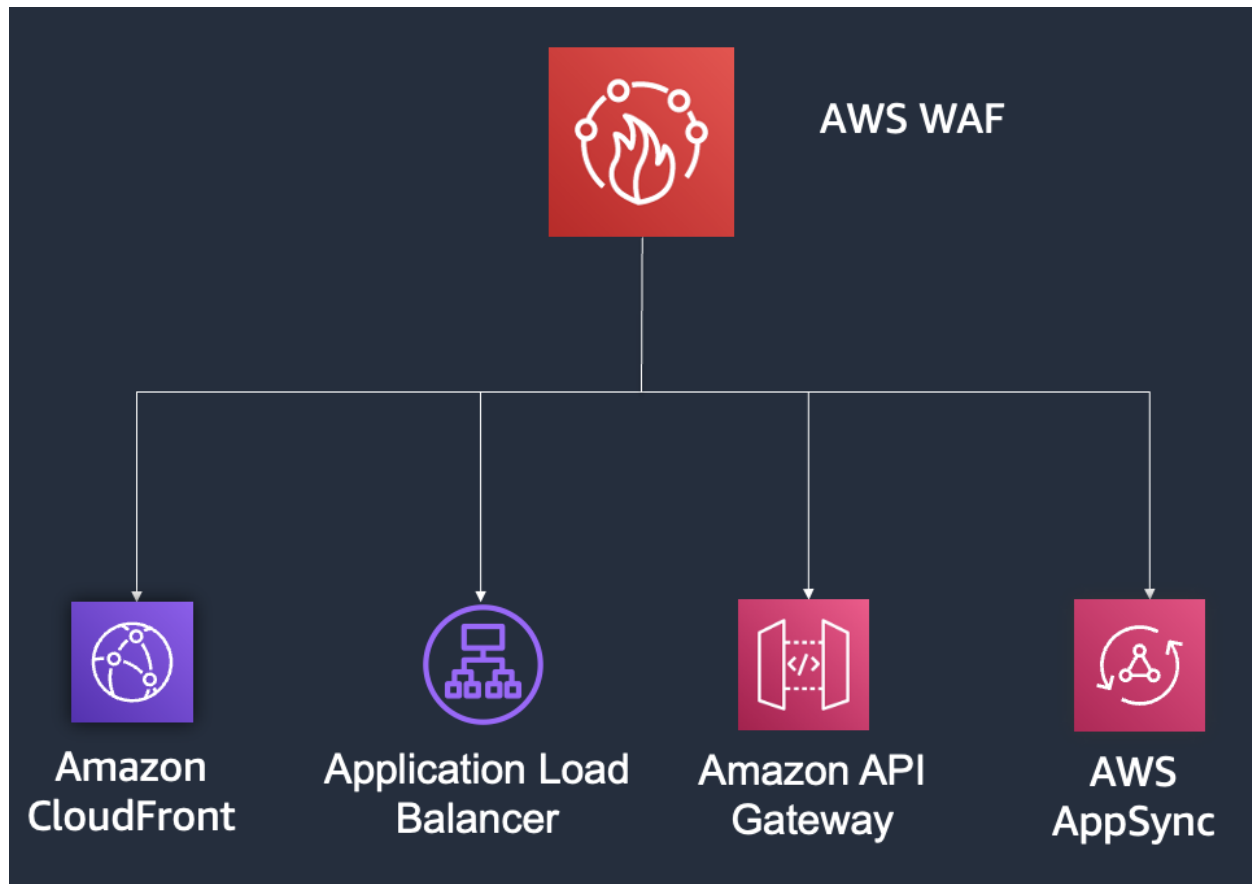 AWS WAF
Amazon
CloudFront
Application Load
Balancer
Amazon API
Gateway
</>
AWS
AppSync